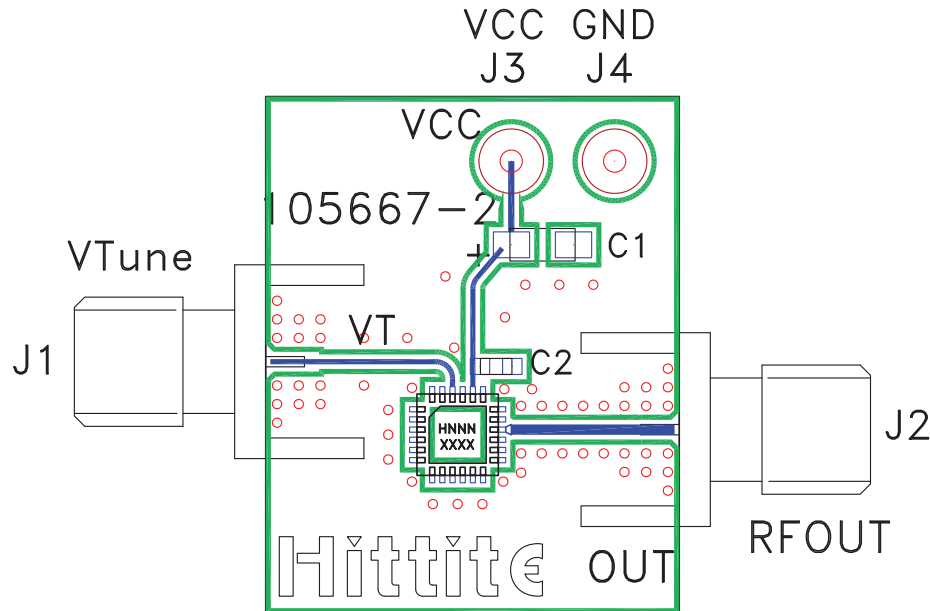 VCC GND
J3 J4
VCC
105667-2
+
C1
VTune
VT
J1
C2
HNNN
XXXX
J2
RFOUT
OUT
Hittite